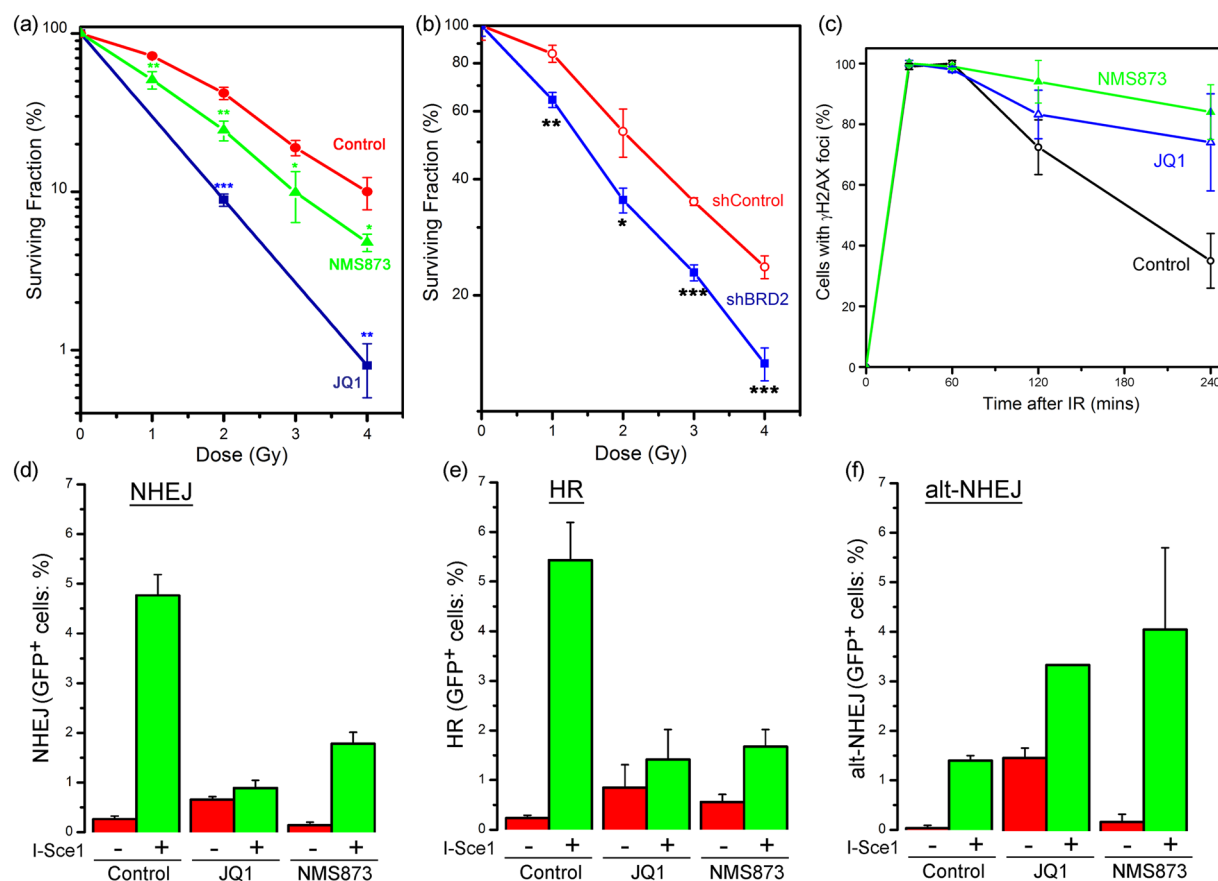 (a)
100
10
1
Surviving Fraction (%)
**
**
*
*
***
**
Control
NMS873
JQ1
0
1
2
3
4
Dose (Gy)
(b)
100
80
60
40
20
Surviving Fraction (%)
**
*
***
***
shControl
shBRD2
0
1
2
3
4
Dose (Gy)
(c)
100
80
60
40
20
0
Cells with γH2AX foci (%)
NMS873
JQ1
Control
0
60
120
180
240
Time after IR (mins)
(d)
NHEJ
7
6
5
4
3
2
1
0
NHEJ (GFP+ cells: %)
I-Sce1 - + - + - +
Control JQ1 NMS873
(e)
HR
7
6
5
4
3
2
1
0
HR (GFP+ cells: %)
I-Sce1 - + - + - +
Control JQ1 NMS873
(f)
alt-NHEJ
7
6
5
4
3
2
1
0
alt-NHEJ (GFP+ cells: %)
I-Sce1 - + - + - +
Control JQ1 NMS873